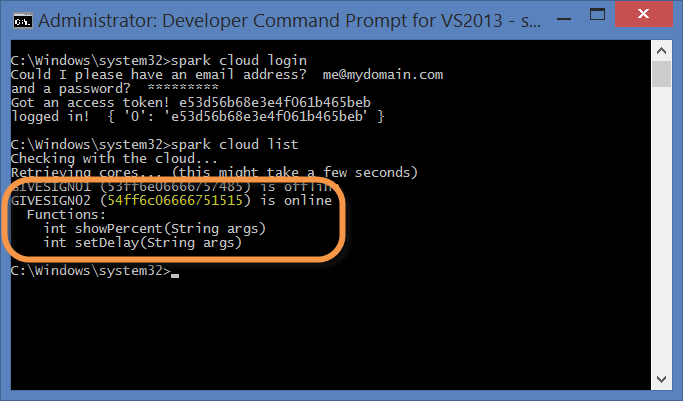 Administrator: Developer Command Prompt for VS2013 - s...
C:\Windows\system32>spark cloud login
Could I please have an email address?  me@mydomain.com
and a password?  *********
Got an access token! e53d56b68e3e4f061b465beb
logged in!  { '0': 'e53d56b68e3e4f061b465beb' }
C:\Windows\system32>spark cloud list
Checking with the cloud...
Retrieving cores... (this might take a few seconds)
GIVESIGN01 (53ff6e06666757485) is offline
GIVESIGN02 (54ff6c06666751515) is online
  Functions:
    int showPercent(String args)
    int setDelay(String args)
C:\Windows\system32>